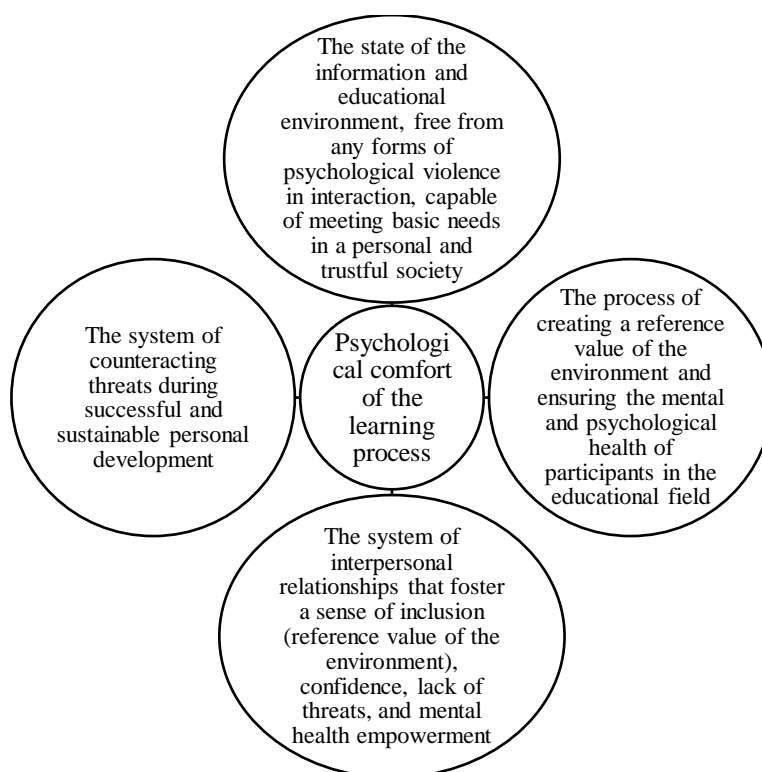 The state of the
information and
educational
environment, free from
any forms of
psychological violence
in interaction, capable
of meeting basic needs
in a personal and
trustful society
The system of
counteracting
threats during
successful and
sustainable personal
development
Psychologi
cal comfort
of the
learning
process
The process of
creating a reference
value of the
environment and
ensuring the mental
and psychological
health of
participants in the
educational field
The system of
interpersonal
relationships that foster
a sense of inclusion
(reference value of the
environment),
confidence, lack of
threats, and mental
health empowerment